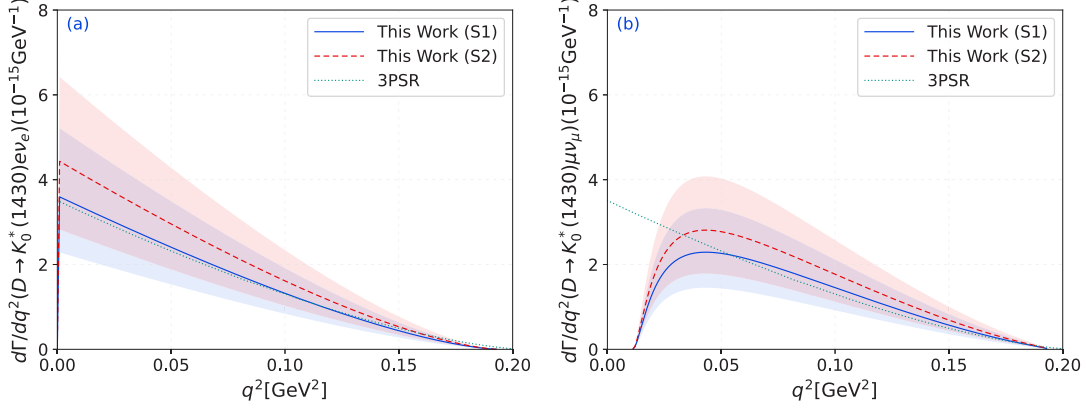 (a)
This Work (S1)
This Work (S2)
3PSR
8
6
4
2
0
0.00
0.05
0.10
0.15
0.20
q²[GeV²]
dΓ/dq²(D → K₀*(1430)eνₑ)(10⁻¹⁵GeV⁻¹)
(b)
This Work (S1)
This Work (S2)
3PSR
8
6
4
2
0
0.00
0.05
0.10
0.15
0.20
q²[GeV²]
dΓ/dq²(D → K₀*(1430)μν_μ)(10⁻¹⁵GeV⁻¹)